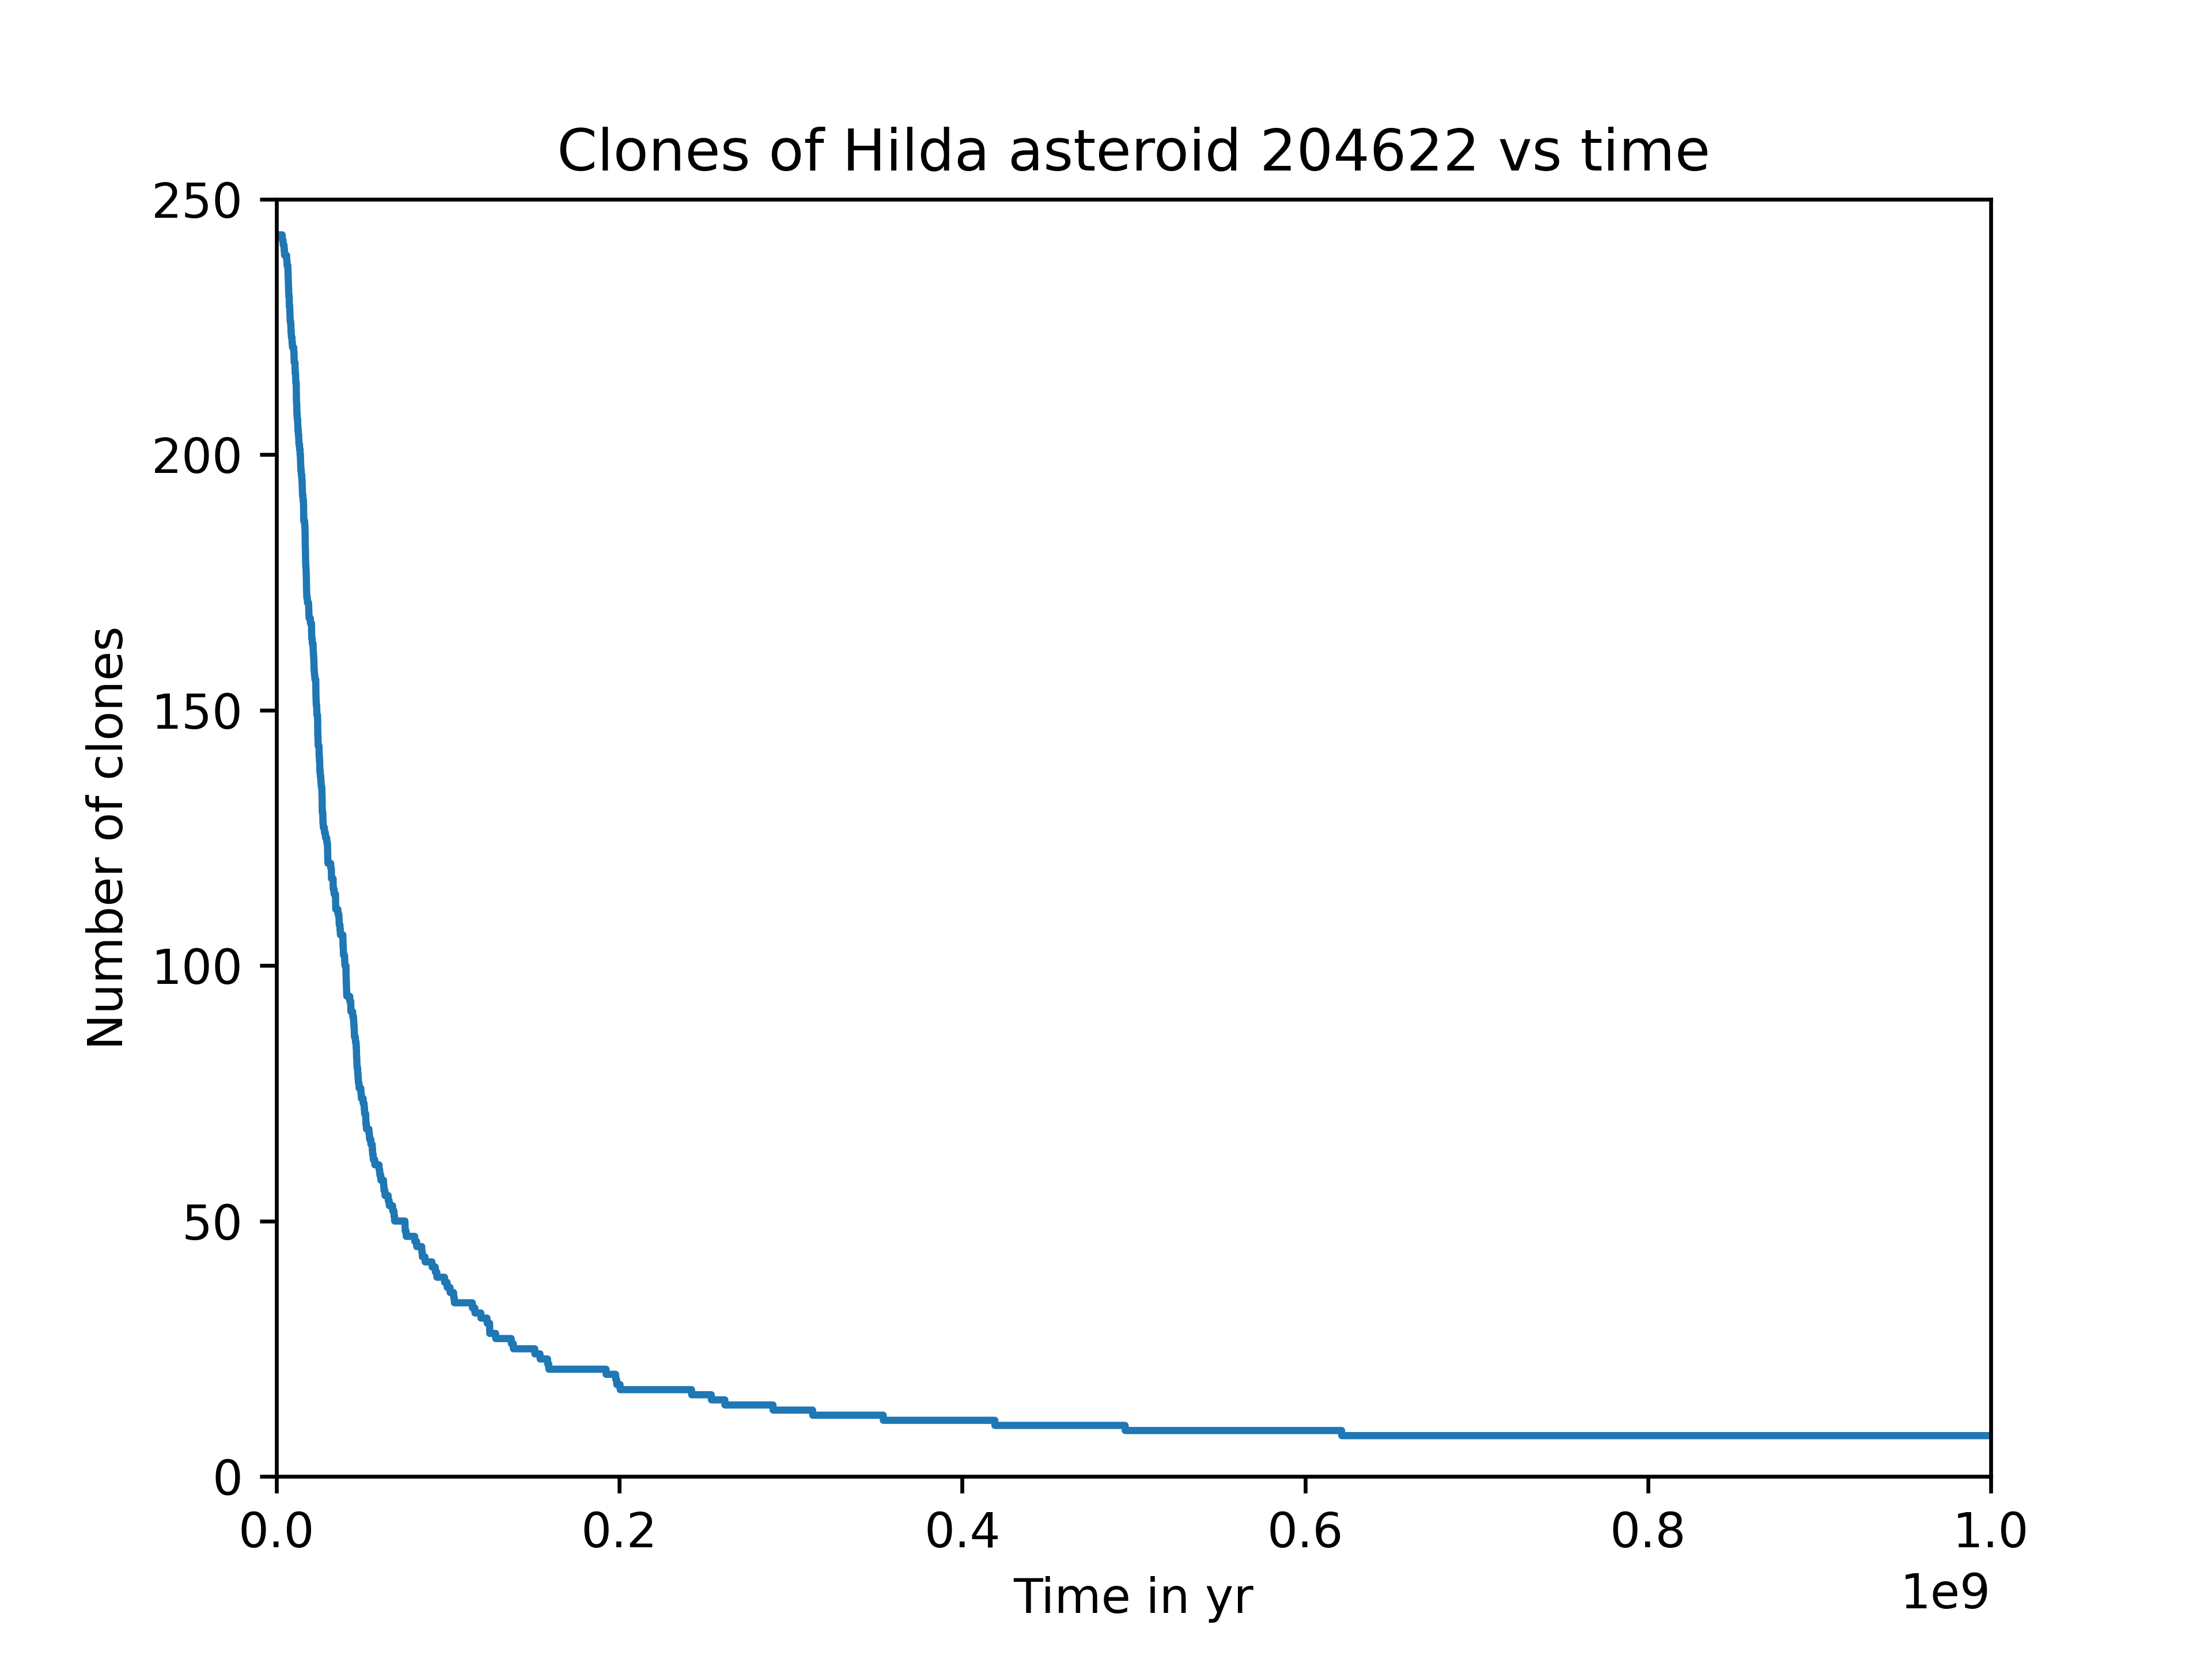 Clones of Hilda asteroid 204622 vs time
250
200
150
100
50
0
Number of clones
0.0 0.2 0.4 0.6 0.8 1.0
1e9
Time in yr